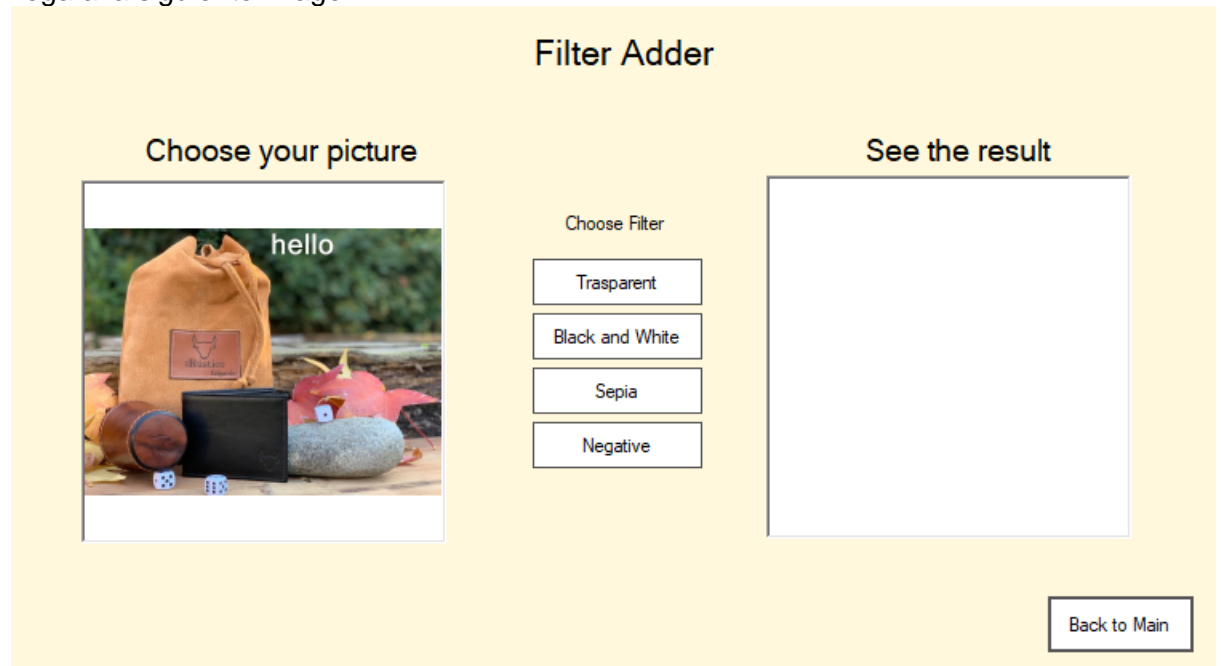 Filter Adder
Choose your picture
See the result
hello
Choose Filter
Trasparent
Black and White
Sepia
Negative
Back to Main